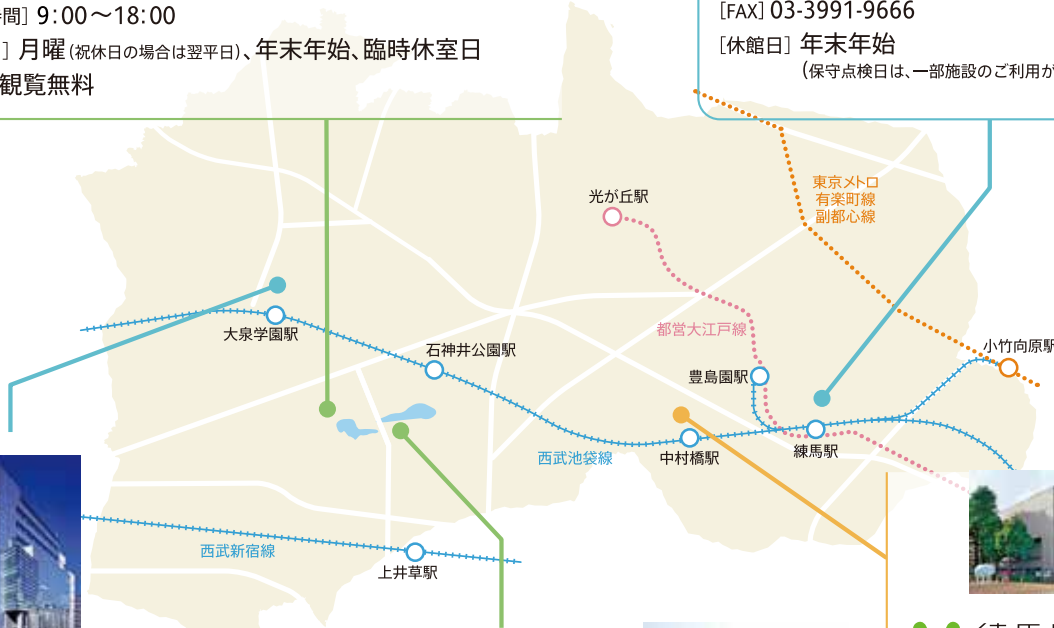 間］9：00～18：00
］月曜（祝休日の場合は翌平日）、年末年始、臨時休室日
観覧無料
［FAX］03-3991-9666
［休館日］年末年始
（保守点検日は、一部施設のご利用が
東京メトロ
有楽町線
副都心線
光が丘駅
都営大江戸線
大泉学園駅
石神井公園駅
小竹向原駅
豊島園駅
西武池袋線
中村橋駅
練馬駅
西武新宿線
上井草駅